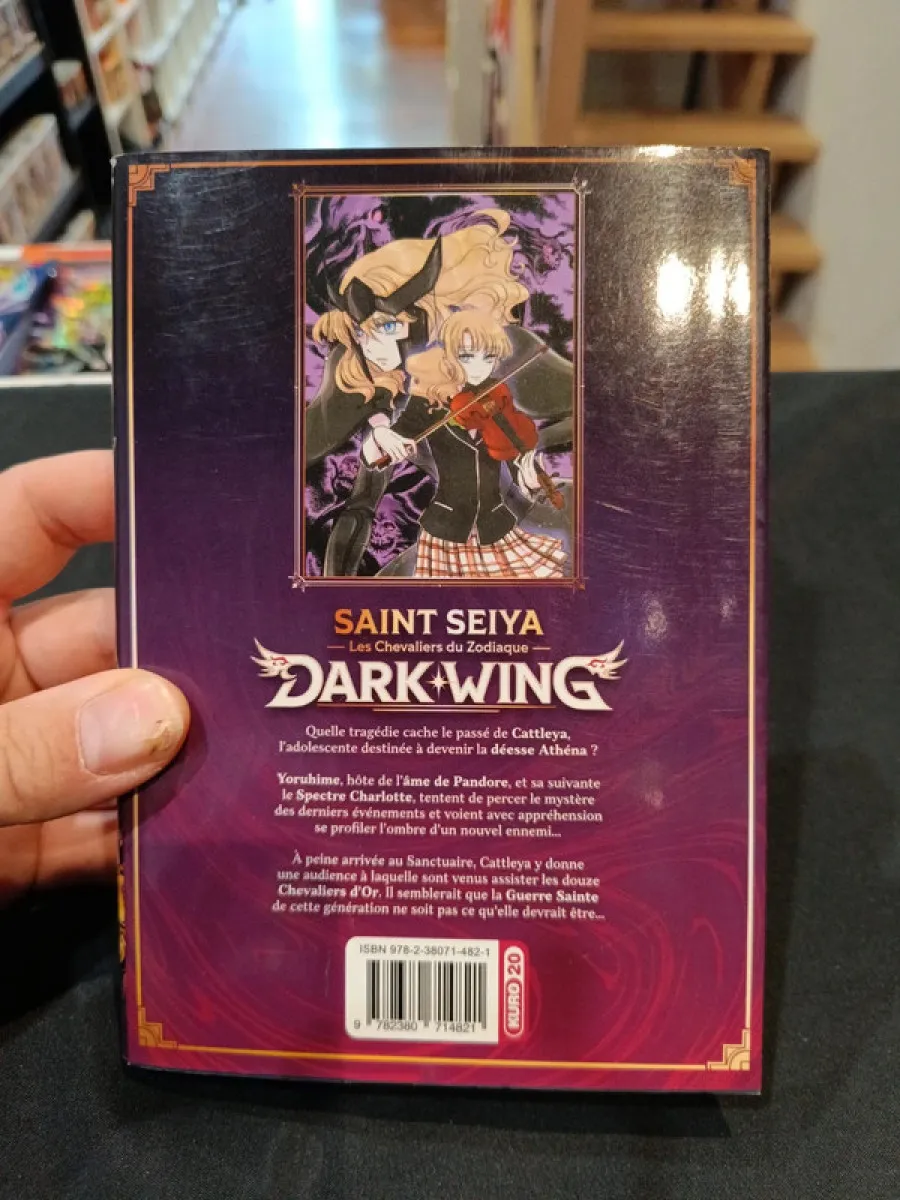 SAINT SEIYA
Les Chevaliers du Zodiaque
DARK WING
Quelle tragédie cache le passé de Cattleya,
l'adolescente destinée à devenir la déesse Athéna ?
Yoruhime, hôte de l'âme de Pandore, et sa suivante
le Spectre Charlotte, tentent de percer le mystère
des derniers événements et voient avec appréhension
se profiler l'ombre d'un nouvel ennemi...
À peine arrivée au Sanctuaire, Cattleya y donne
une audience à laquelle sont venus assister les douze
Chevaliers d'Or. Il semblerait que la Guerre Sainte
de cette génération ne soit pas ce qu'elle devrait être...
ISBN 978-2-38071-482-1
9 782380 714821
KURO 20